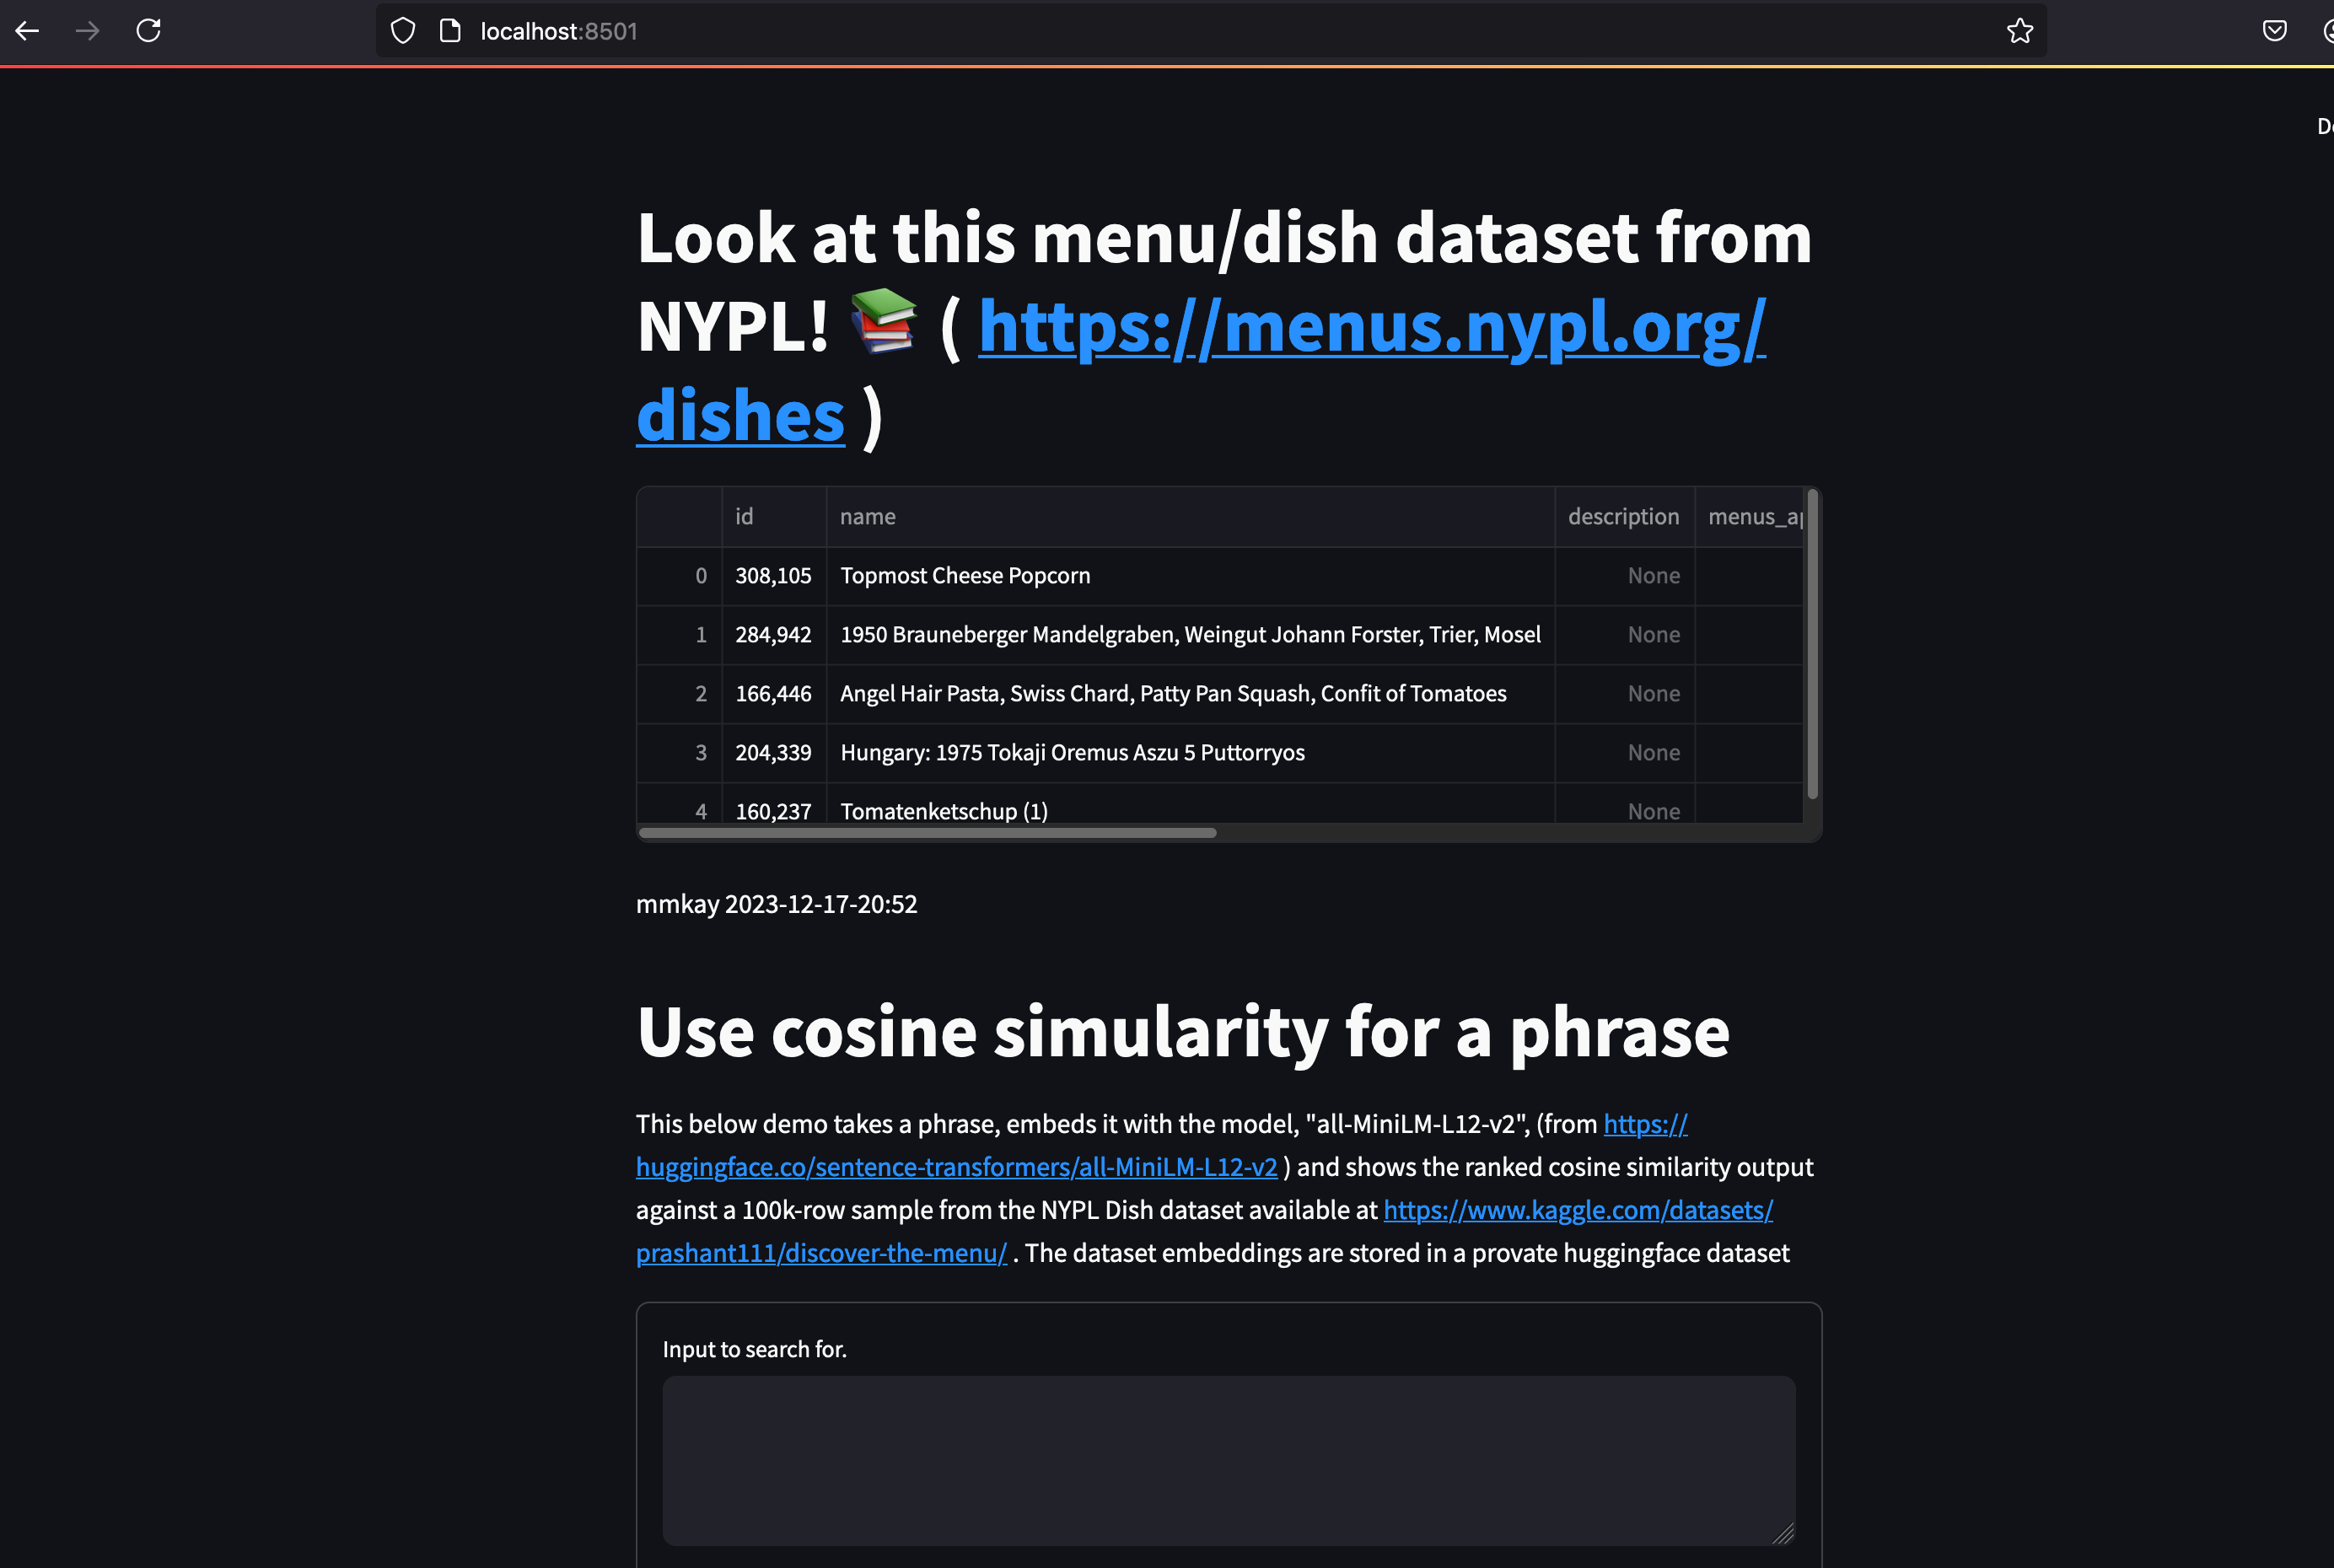 localhost:8501
Look at this menu/dish dataset from
NYPL! 📚 ( https://menus.nypl.org/
dishes )
id name description
0 308,105 Topmost Cheese Popcorn None
1 284,942 1950 Brauneberger Mandelgraben, Weingut Johann Forster, Trier, Mosel None
2 166,446 Angel Hair Pasta, Swiss Chard, Patty Pan Squash, Confit of Tomatoes None
3 204,339 Hungary: 1975 Tokaji Oremus Aszu 5 Puttorryos None
4 160,237 Tomatenketschup (1) None
mmkay 2023-12-17-20:52
Use cosine simularity for a phrase
This below demo takes a phrase, embeds it with the model, "all-MiniLM-L12-v2", (from https://
huggingface.co/sentence-transformers/all-MiniLM-L12-v2 ) and shows the ranked cosine similarity output
against a 100k-row sample from the NYPL Dish dataset available at https://www.kaggle.com/datasets/
prashant111/discover-the-menu/ . The dataset embeddings are stored in a provate huggingface dataset
Input to search for.